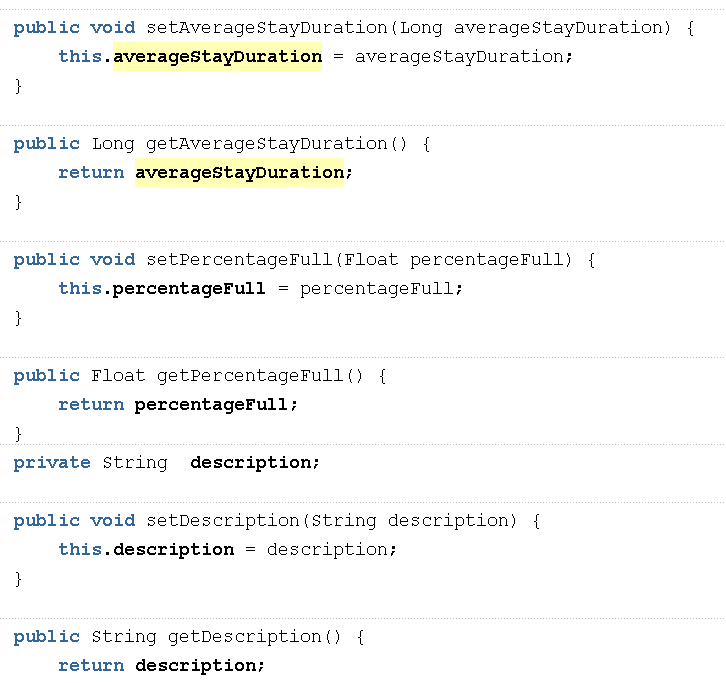 public void setAverageStayDuration(Long averageStayDuration) {
    this.averageStayDuration = averageStayDuration;
}
public Long getAverageStayDuration() {
    return averageStayDuration;
}
public void setPercentageFull(Float percentageFull) {
    this.percentageFull = percentageFull;
}
public Float getPercentageFull() {
    return percentageFull;
}
private String  description;
public void setDescription(String description) {
    this.description = description;
}
public String getDescription() {
    return description;